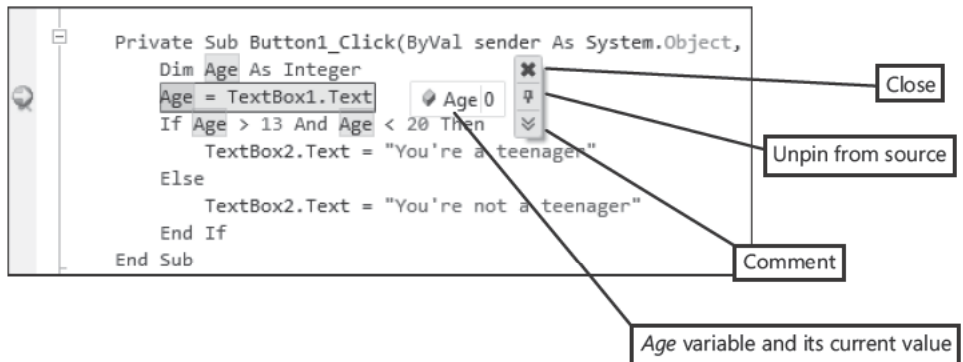 Private Sub Button1_Click(ByVal sender As System.Object,
Dim Age As Integer
Age = TextBox1.Text
Age 0
If Age > 13 And Age < 20 Then
TextBox2.Text = "You're a teenager"
Else
TextBox2.Text = "You're not a teenager"
End If
End Sub
Close
Unpin from source
Comment
Age variable and its current value